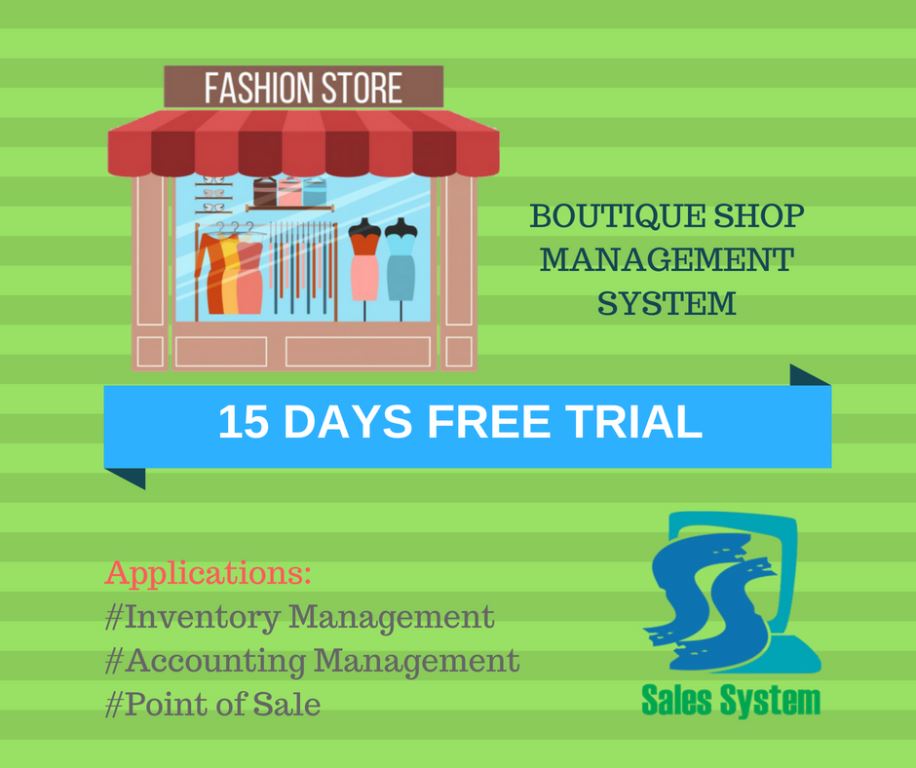 FASHION STORE
BOUTIQUE SHOP
MANAGEMENT
SYSTEM
15 DAYS FREE TRIAL
Applications:
#Inventory Management
#Accounting Management
#Point of Sale
Sales System